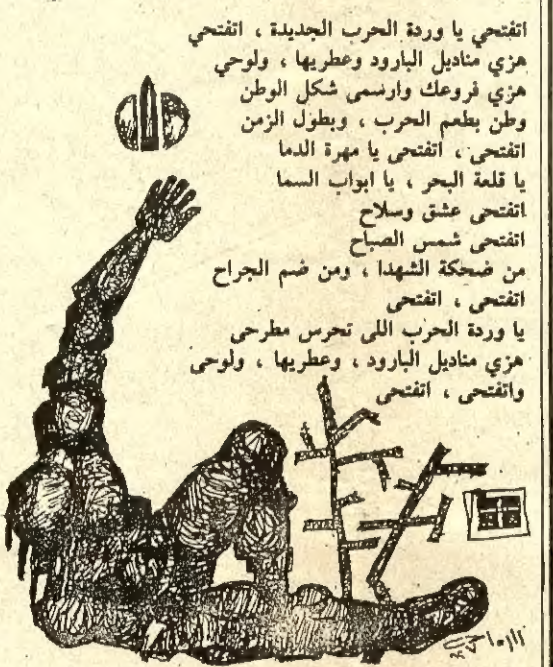 اتفتحي يا وردة الحرب الجديدة ، اتفتحي
هزي مناديل البارود وعطريها ، ولوحي
هزي فروعك وارسمى شكل الوطن
وطن بطعم الحرب ، وبطول الزمن
اتفتحى ، اتفتحى يا مهرة الدما
يا قلعة البحر ، يا ابواب السما
اتفتحى عشق وسلاح
اتفتحى شمس الصباح
من ضحكة الشهدا ، ومن ضم الجراح
اتفتحى ، اتفتحى
يا وردة الحرب اللى تحرس مطرحى
هزي مناديل البارود ، وعطريها ، ولوحى
واتفتحى ، اتفتحى